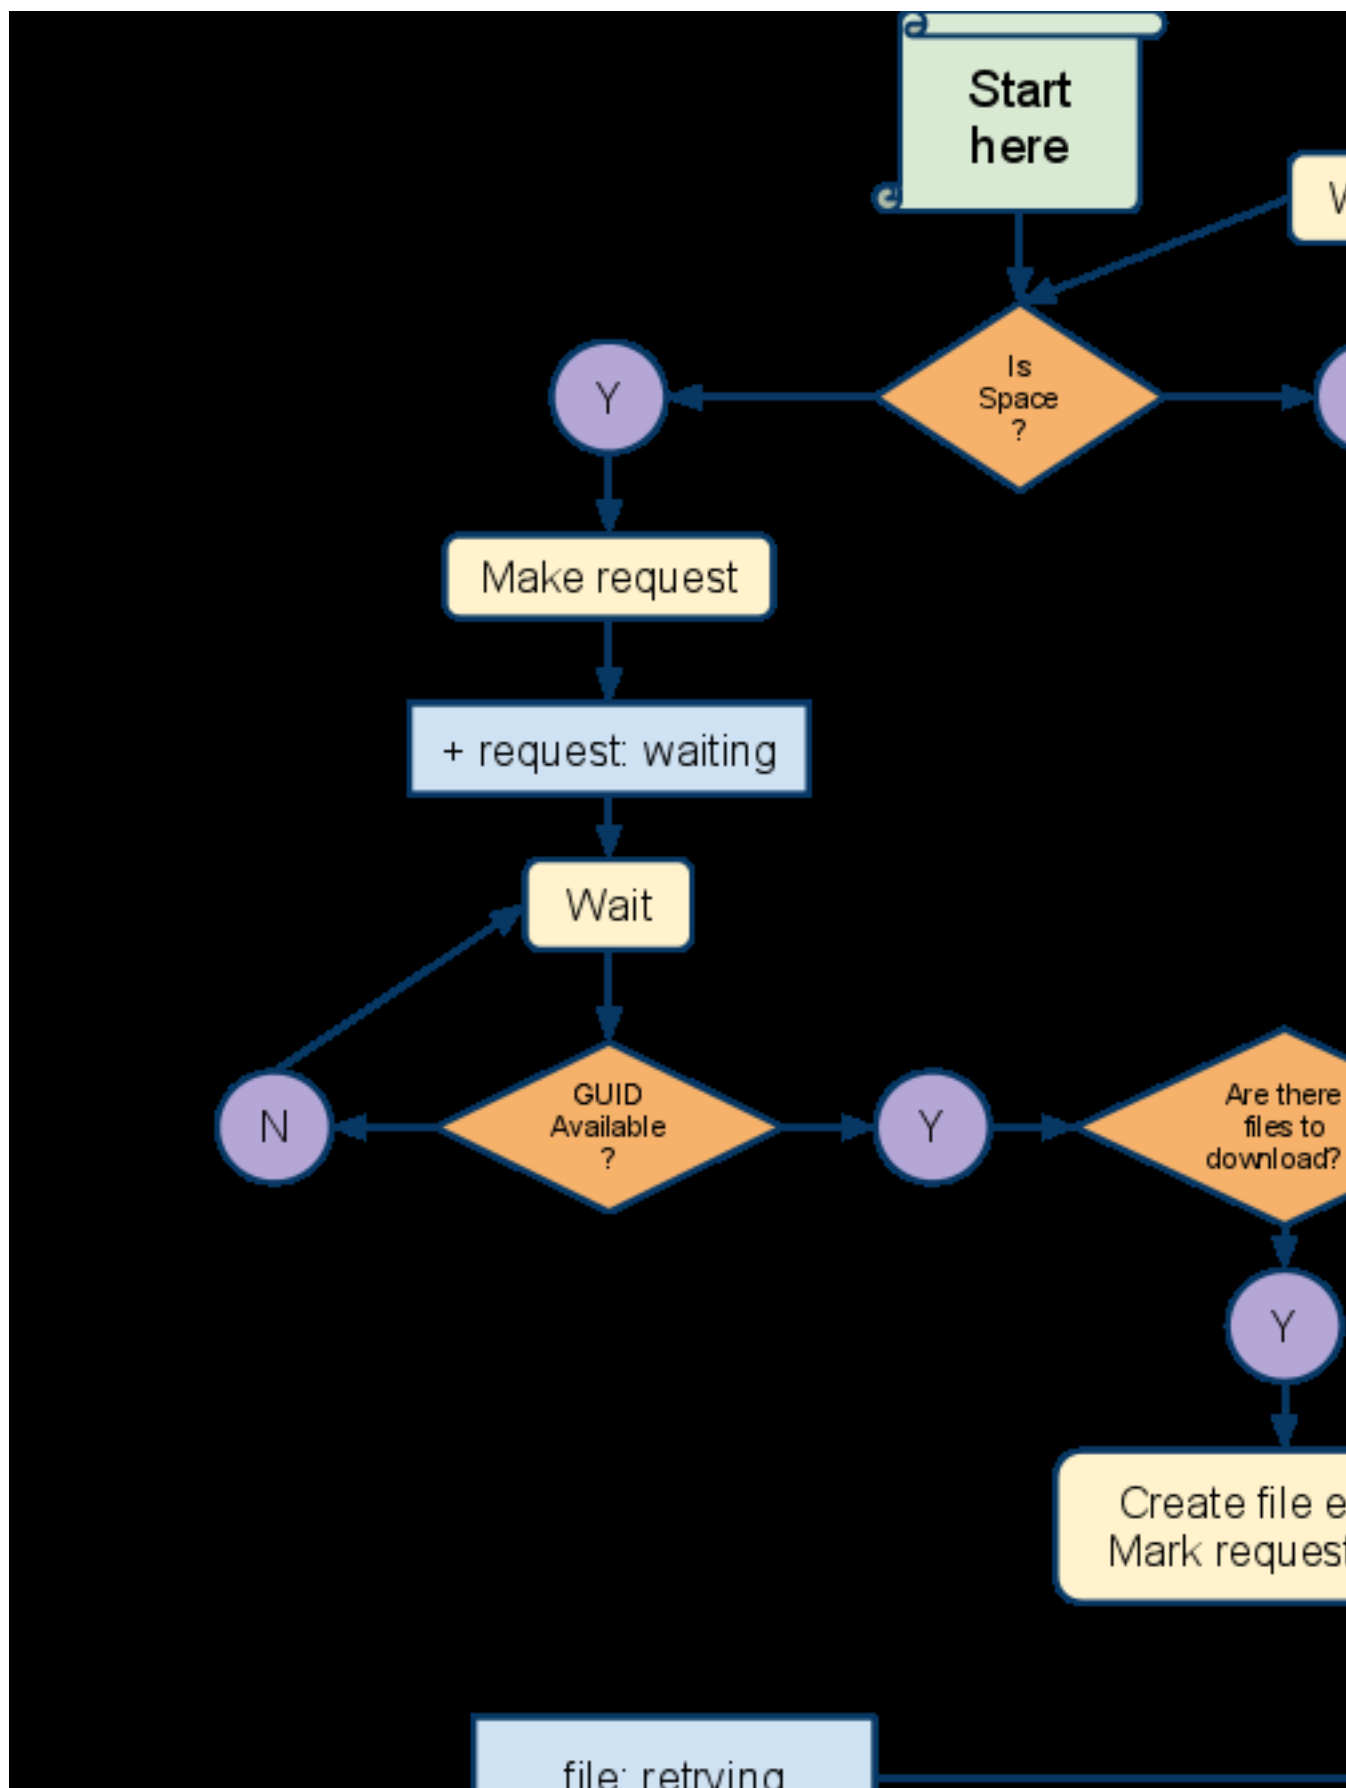 Start
here
Is
Space
?
Y
Make request
+ request: waiting
Wait
GUID
Available
?
N
Y
Are there
files to
download?
Y
Create file
Mark request
file: retrying